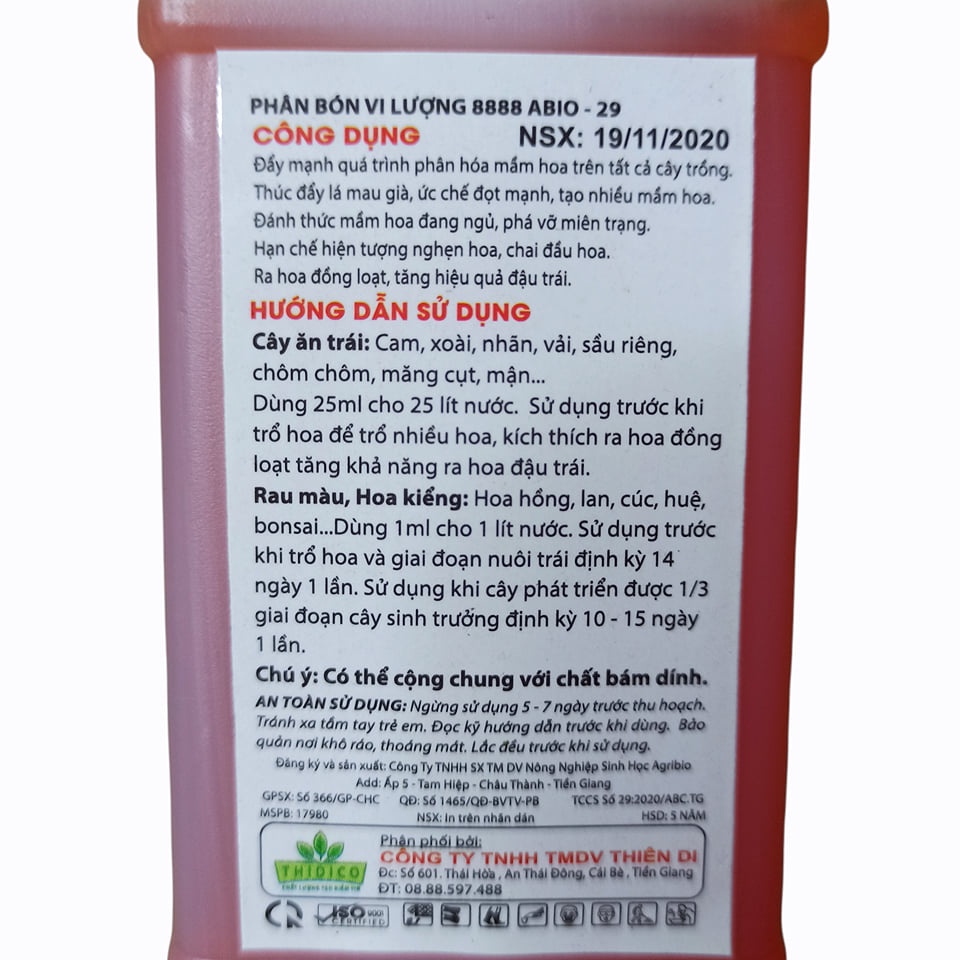 PHÂN BÓN VI LƯỢNG 8888 ABIO - 29
CÔNG DỤNG NSX: 19/11/2020
Đẩy mạnh quá trình phân hóa mầm hoa trên tất cả cây trồng.
Thúc đẩy lá mau già, ức chế đọt mạnh, tạo nhiều mầm hoa.
Đánh thức mầm hoa đang ngủ, phá vỡ miên trạng.
Hạn chế hiện tượng nghẹn hoa, chai đầu hoa.
Ra hoa đồng loạt, tăng hiệu quả đậu trái.
HƯỚNG DẪN SỬ DỤNG
Cây ăn trái: Cam, xoài, nhãn, vải, sầu riêng,
chôm chôm, măng cụt, mận...
Dùng 25ml cho 25 lít nước. Sử dụng trước khi
trổ hoa để trổ nhiều hoa, kích thích ra hoa đồng
loạt tăng khả năng ra hoa đậu trái.
Rau màu, Hoa kiểng: Hoa hồng, lan, cúc, huệ,
bonsai...Dùng 1ml cho 1 lít nước. Sử dụng trước
khi trổ hoa và giai đoạn nuôi trái định kỳ 14
ngày 1 lần. Sử dụng khi cây phát triển được 1/3
giai đoạn cây sinh trưởng định kỳ 10 - 15 ngày
1 lần.
Chú ý: Có thể cộng chung với chất bám dính.
AN TOÀN SỬ DỤNG: Ngừng sử dụng 5 - 7 ngày trước thu hoạch.
Tránh xa tầm tay trẻ em. Đọc kỹ hướng dẫn trước khi dùng. Bảo
quản nơi khô ráo, thoáng mát. Lắc đều trước khi sử dụng.
Đăng ký và sản xuất: Công Ty TNHH SX TM DV Nông Nghiệp Sinh Học Agribio
Add: Ấp 5 - Tam Hiệp - Châu Thành - Tiền Giang
GPSX: Số 366/GP-CHC QĐ: Số 1465/QĐ-BVTV-PB TCCS Số 29:2020/ABC.TG
MSPB: 17980 NSX: in trên nhãn dán HSD: 5 NĂM
Phân phối bởi:
CÔNG TY TNHH TMDV THIÊN DI
THIDICO
Đc: Số 601. Thái Hòa , An Thái Đông, Cái Bè , Tiền Giang
ĐT: 08.88.597.488
CR ISO 9001
CERTIFIED